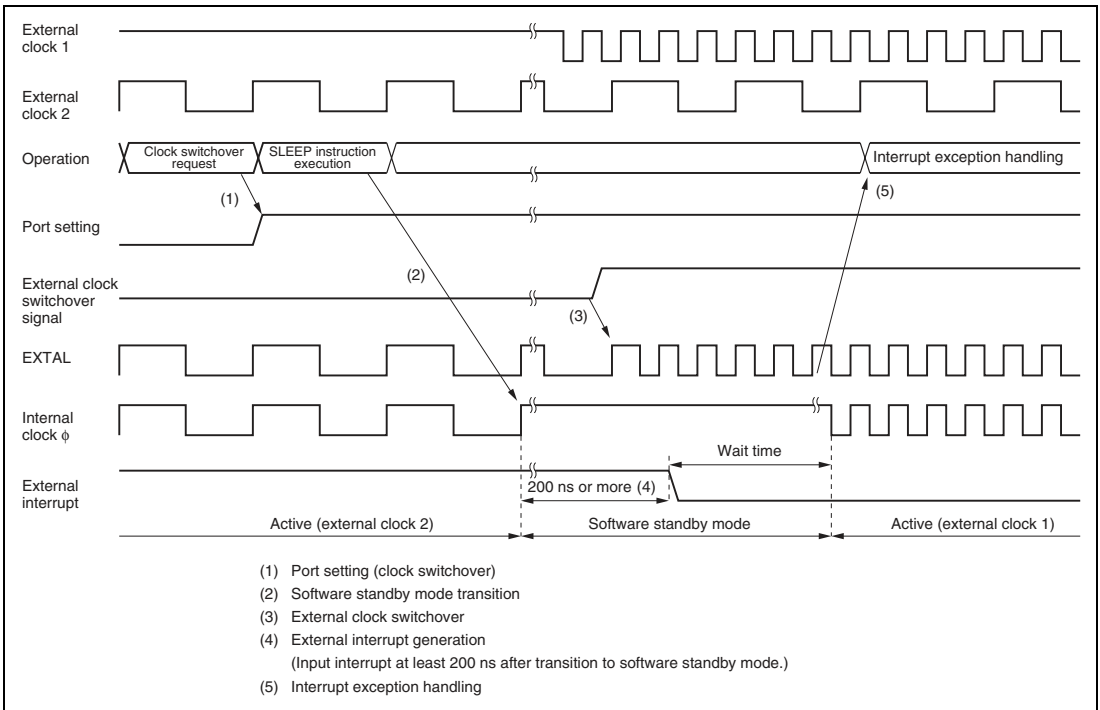 External
clock 1
External
clock 2
Operation
Clock switchover
request
SLEEP instruction
execution
Interrupt exception handling
(1)
(5)
Port setting
(2)
External clock
switchover
signal
(3)
EXTAL
Internal
clock φ
Wait time
External
interrupt
200 ns or more (4)
Active (external clock 2)
Software standby mode
Active (external clock 1)
(1) Port setting (clock switchover)
(2) Software standby mode transition
(3) External clock switchover
(4) External interrupt generation
(Input interrupt at least 200 ns after transition to software standby mode.)
(5) Interrupt exception handling